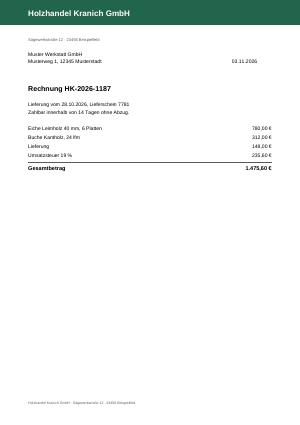 Holzhandel Kranich GmbH
Sägewerkstraße 12 · 23456 Beispielfeld
Muster Werkstatt GmbH
Musterweg 1, 12345 Musterstadt
03.11.2026
Rechnung HK-2026-1187
Lieferung vom 28.10.2026, Lieferschein 7781
Zahlbar innerhalb von 14 Tagen ohne Abzug.
Eiche Leimholz 40 mm, 6 Platten 780,00 €
Buche Kantholz, 24 lfm 312,00 €
Lieferung 148,00 €
Umsatzsteuer 19 % 235,60 €
Gesamtbetrag 1.475,60 €
Holzhandel Kranich GmbH · Sägewerkstraße 12 · 23456 Beispielfeld